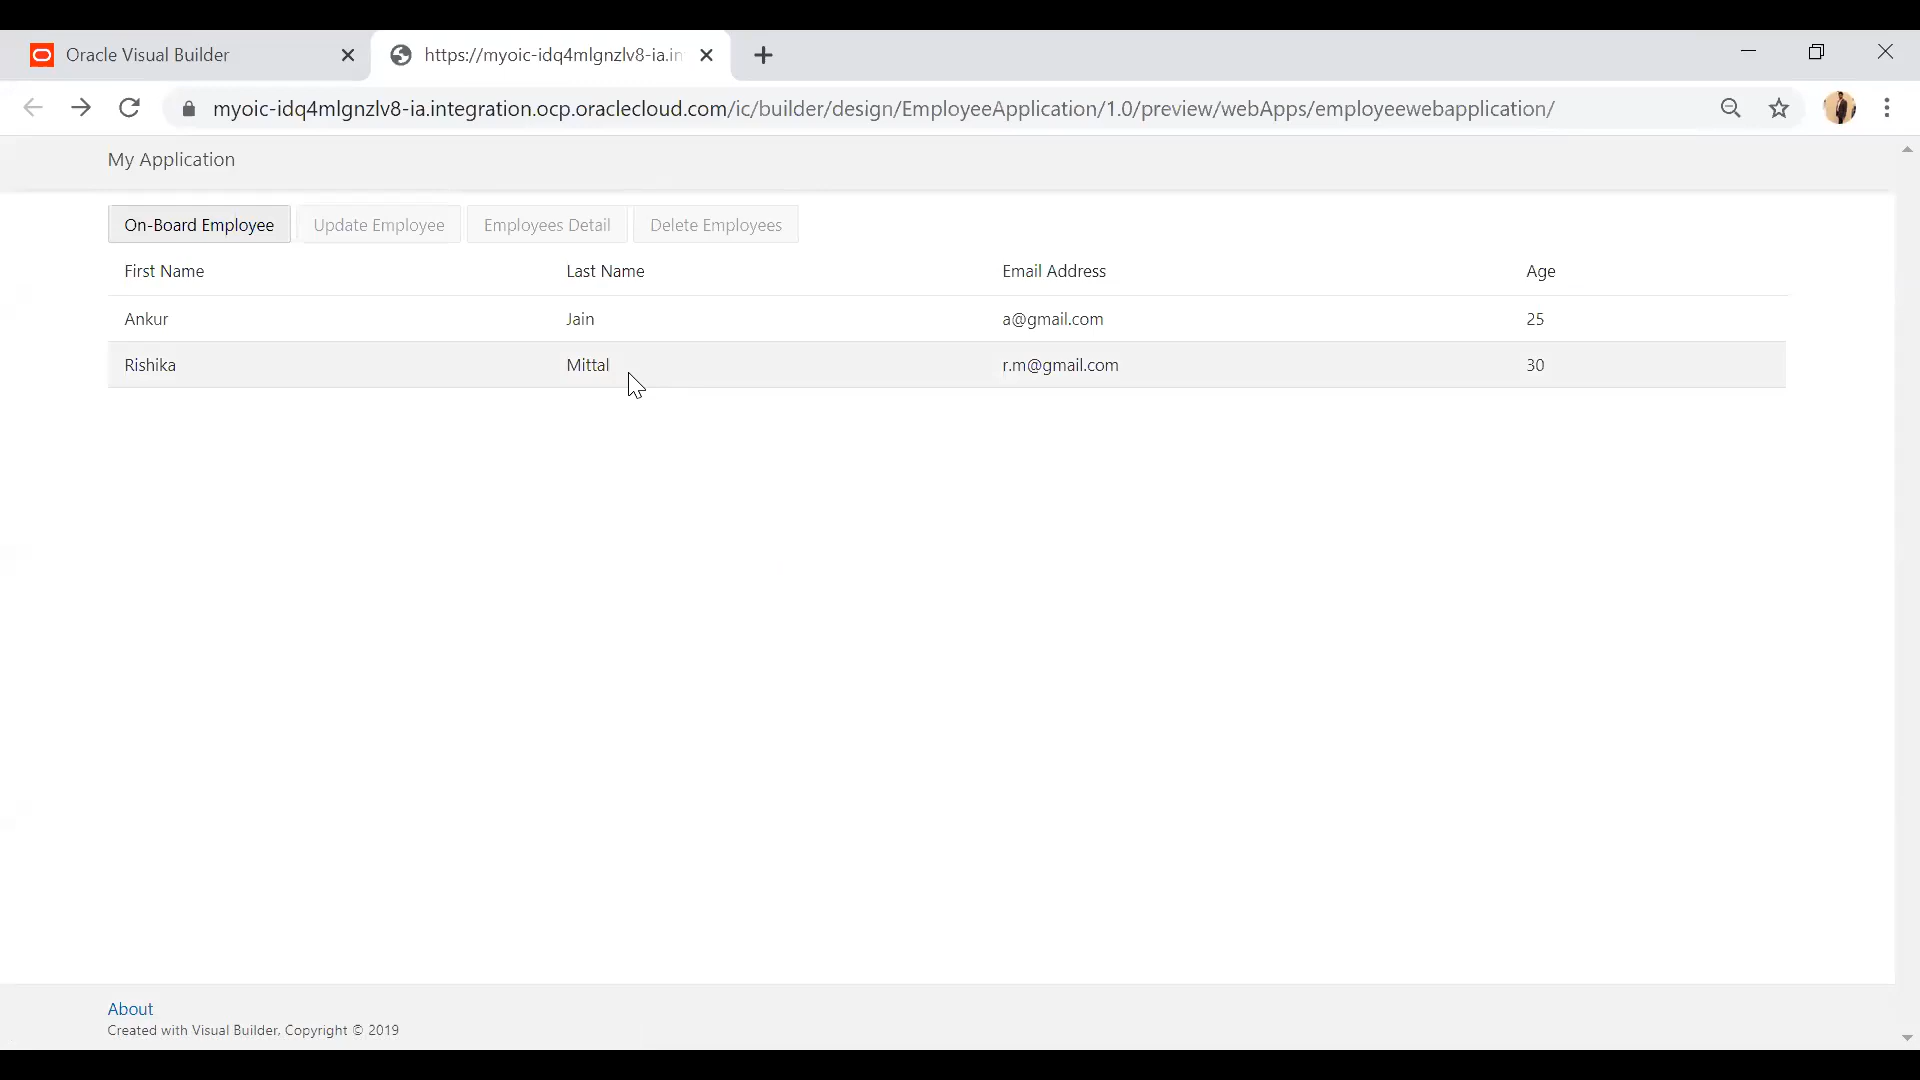 Oracle Visual Builder
https://myoic-idq4mlgnzlv8-ia.in
myoic-idq4mlgnzlv8-ia.integration.ocp.oraclecloud.com/ic/builder/design/EmployeeApplication/1.0/preview/webApps/employeewebapplication/
My Application
On-Board Employee Update Employee Employees Detail Delete Employees
First Name Last Name Email Address Age
Ankur Jain a@gmail.com 25
Rishika Mittal r.m@gmail.com 30
About
Created with Visual Builder, Copyright © 2019